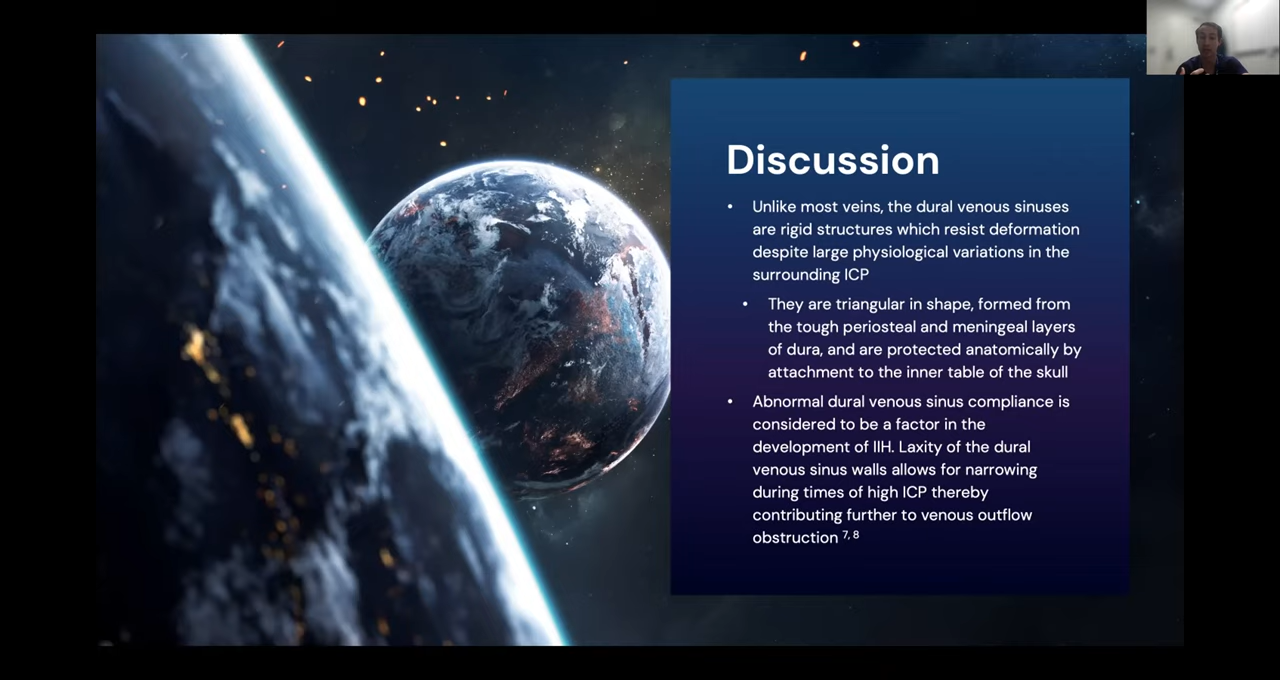 Discussion
• Unlike most veins, the dural venous sinuses
are rigid structures which resist deformation
despite large physiological variations in the
surrounding ICP
• They are triangular in shape, formed from
the tough periosteal and meningeal layers
of dura, and are protected anatomically by
attachment to the inner table of the skull
• Abnormal dural venous sinus compliance is
considered to be a factor in the
development of IIH. Laxity of the dural
venous sinus walls allows for narrowing
during times of high ICP thereby
contributing further to venous outflow
obstruction 7, 8